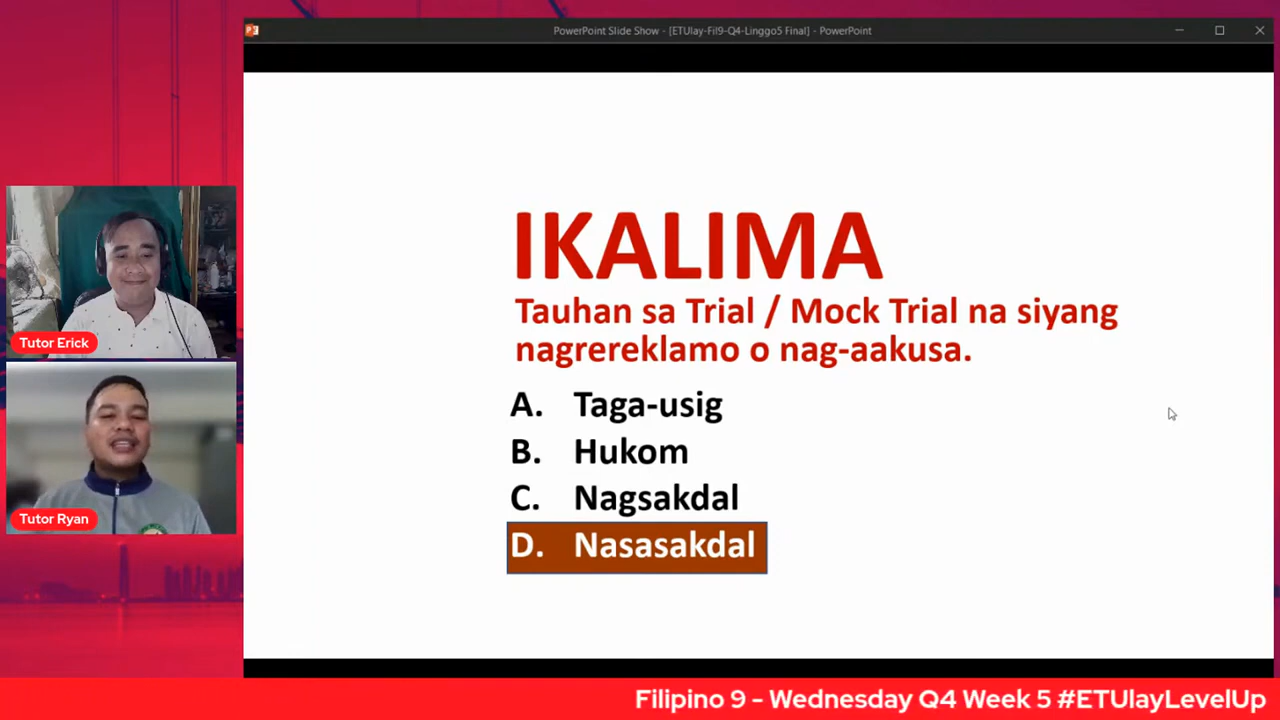 PowerPoint Slide Show - [ETUlay-Fil9-Q4-Linggo5 Final] - PowerPoint
IKALIMA
Tauhan sa Trial / Mock Trial na siyang
nagrereklamo o nag-aakusa.
A. Taga-usig
B. Hukom
C. Nagsakdal
D. Nasasakdal
Tutor Erick
Tutor Ryan
Filipino 9 - Wednesday Q4 Week 5 #ETUlayLevelUp